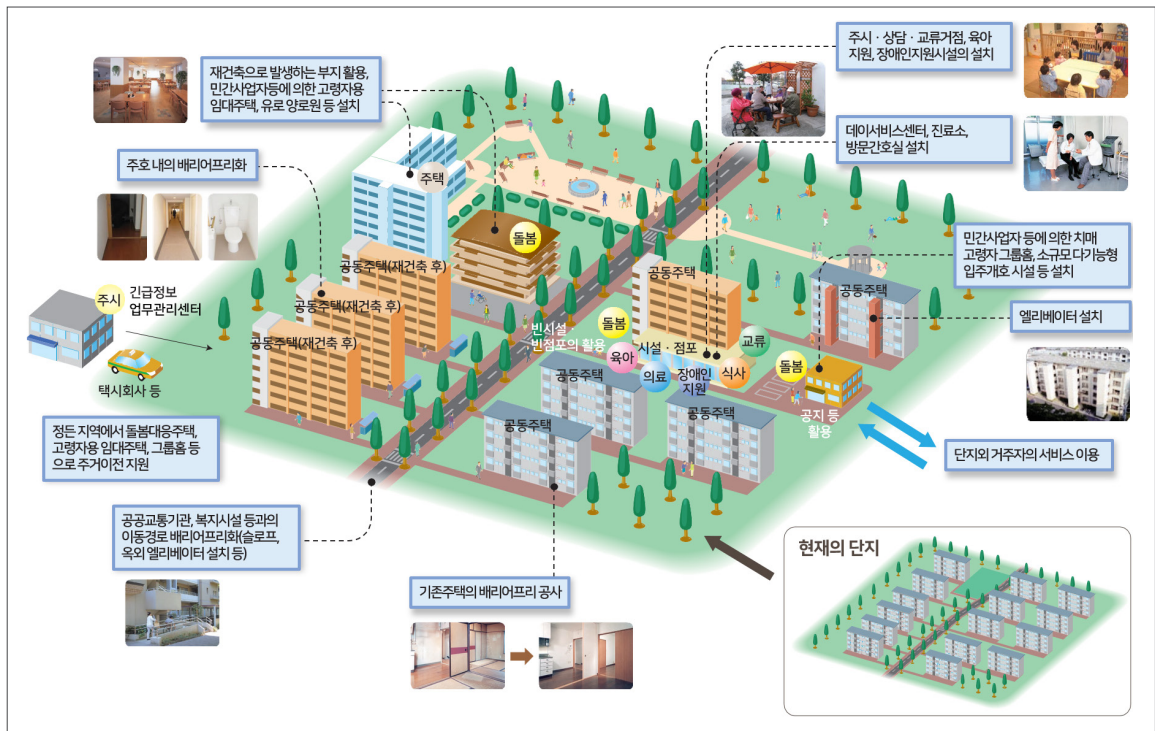 재건축으로 발생하는 부지 활용,
민간사업자등에 의한 고령자용
임대주택, 유로 양로원 등 설치
주시 · 상담 · 교류거점, 육아
지원, 장애인지원시설의 설치
데이서비스센터, 진료소,
방문간호실 설치
주호 내의 배리어프리화
주택
돌봄
민간사업자 등에 의한 치매
고령자 그룹홈, 소규모 다기능형
입주개호 시설 등 설치
공동주택(재건축 후)
공동주택(재건축 후)
공동주택(재건축 후)
공동주택
공동주택
엘리베이터 설치
주시
긴급정보
업무관리센터
택시회사 등
빈시설 ·
빈점포의 활용
돌봄
육아
시설 · 점포
의료
장애인
지원
식사
교류
돌봄
공지 등
활용
공동주택
공동주택
공동주택
정든 지역에서 돌봄대응주택,
고령자용 임대주택, 그룹홈 등
으로 주거이전 지원
단지외 거주자의 서비스 이용
공공교통기관, 복지시설 등과의
이동경로 배리어프리화(슬로프,
옥외 엘리베이터 설치 등)
기존주택의 배리어프리 공사
현재의 단지